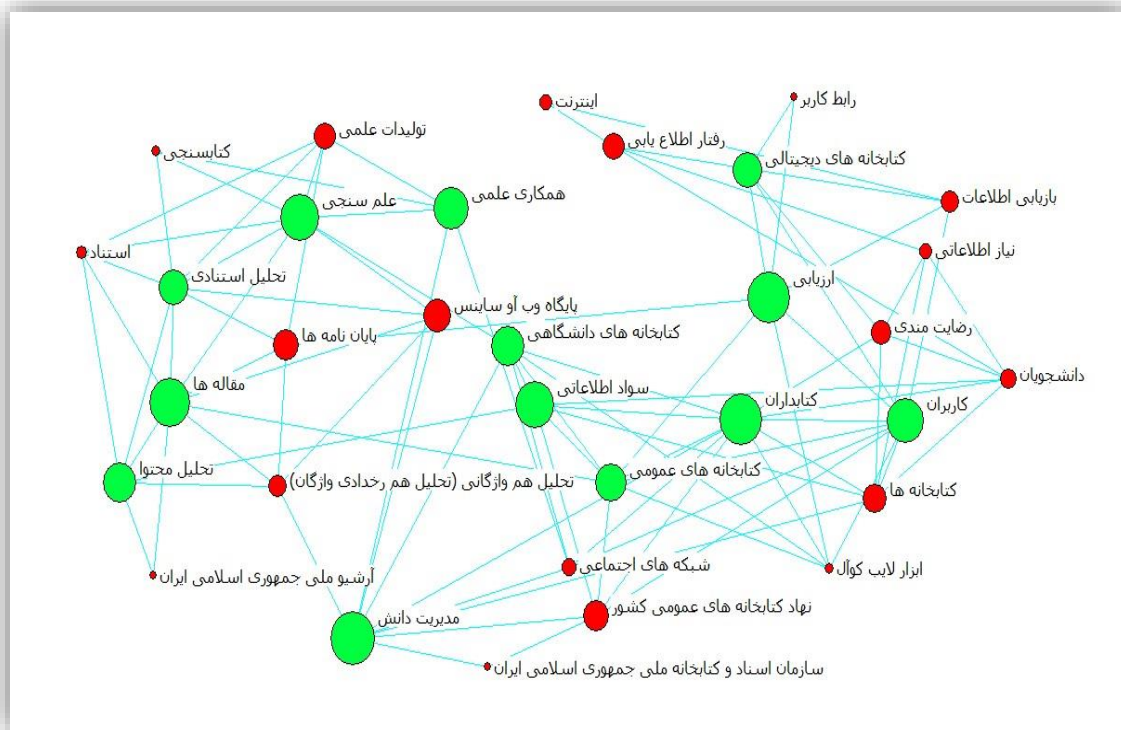 رابط کاربر
اینترنت
تولیدات علمی
رفتار اطلاع یابی
کتابسنجی
کتابخانه های دیجیتالی
همکاری علمی
بازیابی اطلاعات
علم سنجی
نیاز اطلاعاتی
استناد
تحلیل استنادی
ارزیابی
پایگاه وب آو ساینس
کتابخانه های دانشگاهی
رضایت مندی
پایان نامه ها
دانشجویان
مقاله ها
سواد اطلاعاتی
کتابداران
کاربران
تحلیل محتوا
کتابخانه های عمومی
تحلیل هم واژگانی (تحلیل هم رخدادی واژگان)
کتابخانه ها
شبکه های اجتماعی
ابزار لایب کوآل
آرشیو ملی جمهوری اسلامی ایران
نهاد کتابخانه های عمومی کشور
مدیریت دانش
سازمان اسناد و کتابخانه ملی جمهوری اسلامی ایران